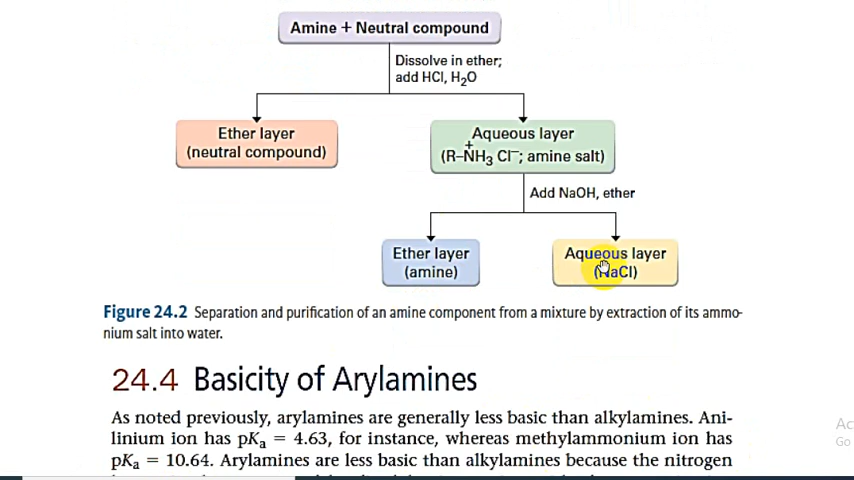 Amine + Neutral compound
Dissolve in ether;
add HCl, H₂O
Ether layer
(neutral compound)
Aqueous layer
(R–N⁺H₃ Cl⁻; amine salt)
Add NaOH, ether
Ether layer
(amine)
Aqueous layer
(NaCl)
Figure 24.2 Separation and purification of an amine component from a mixture by extraction of its ammo-
nium salt into water.
24.4 Basicity of Arylamines
As noted previously, arylamines are generally less basic than alkylamines. Ani-
linium ion has pKₐ = 4.63, for instance, whereas methylammonium ion has
pKₐ = 10.64. Arylamines are less basic than alkylamines because the nitrogen
Ac
Go